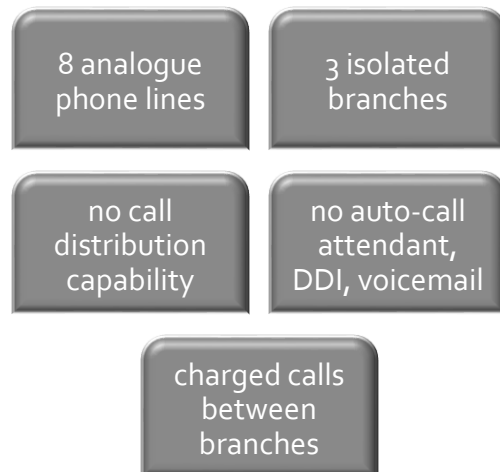 8 analogue
phone lines
3 isolated
branches
no call
distribution
capability
no auto-call
attendant,
DDI, voicemail
charged calls
between
branches